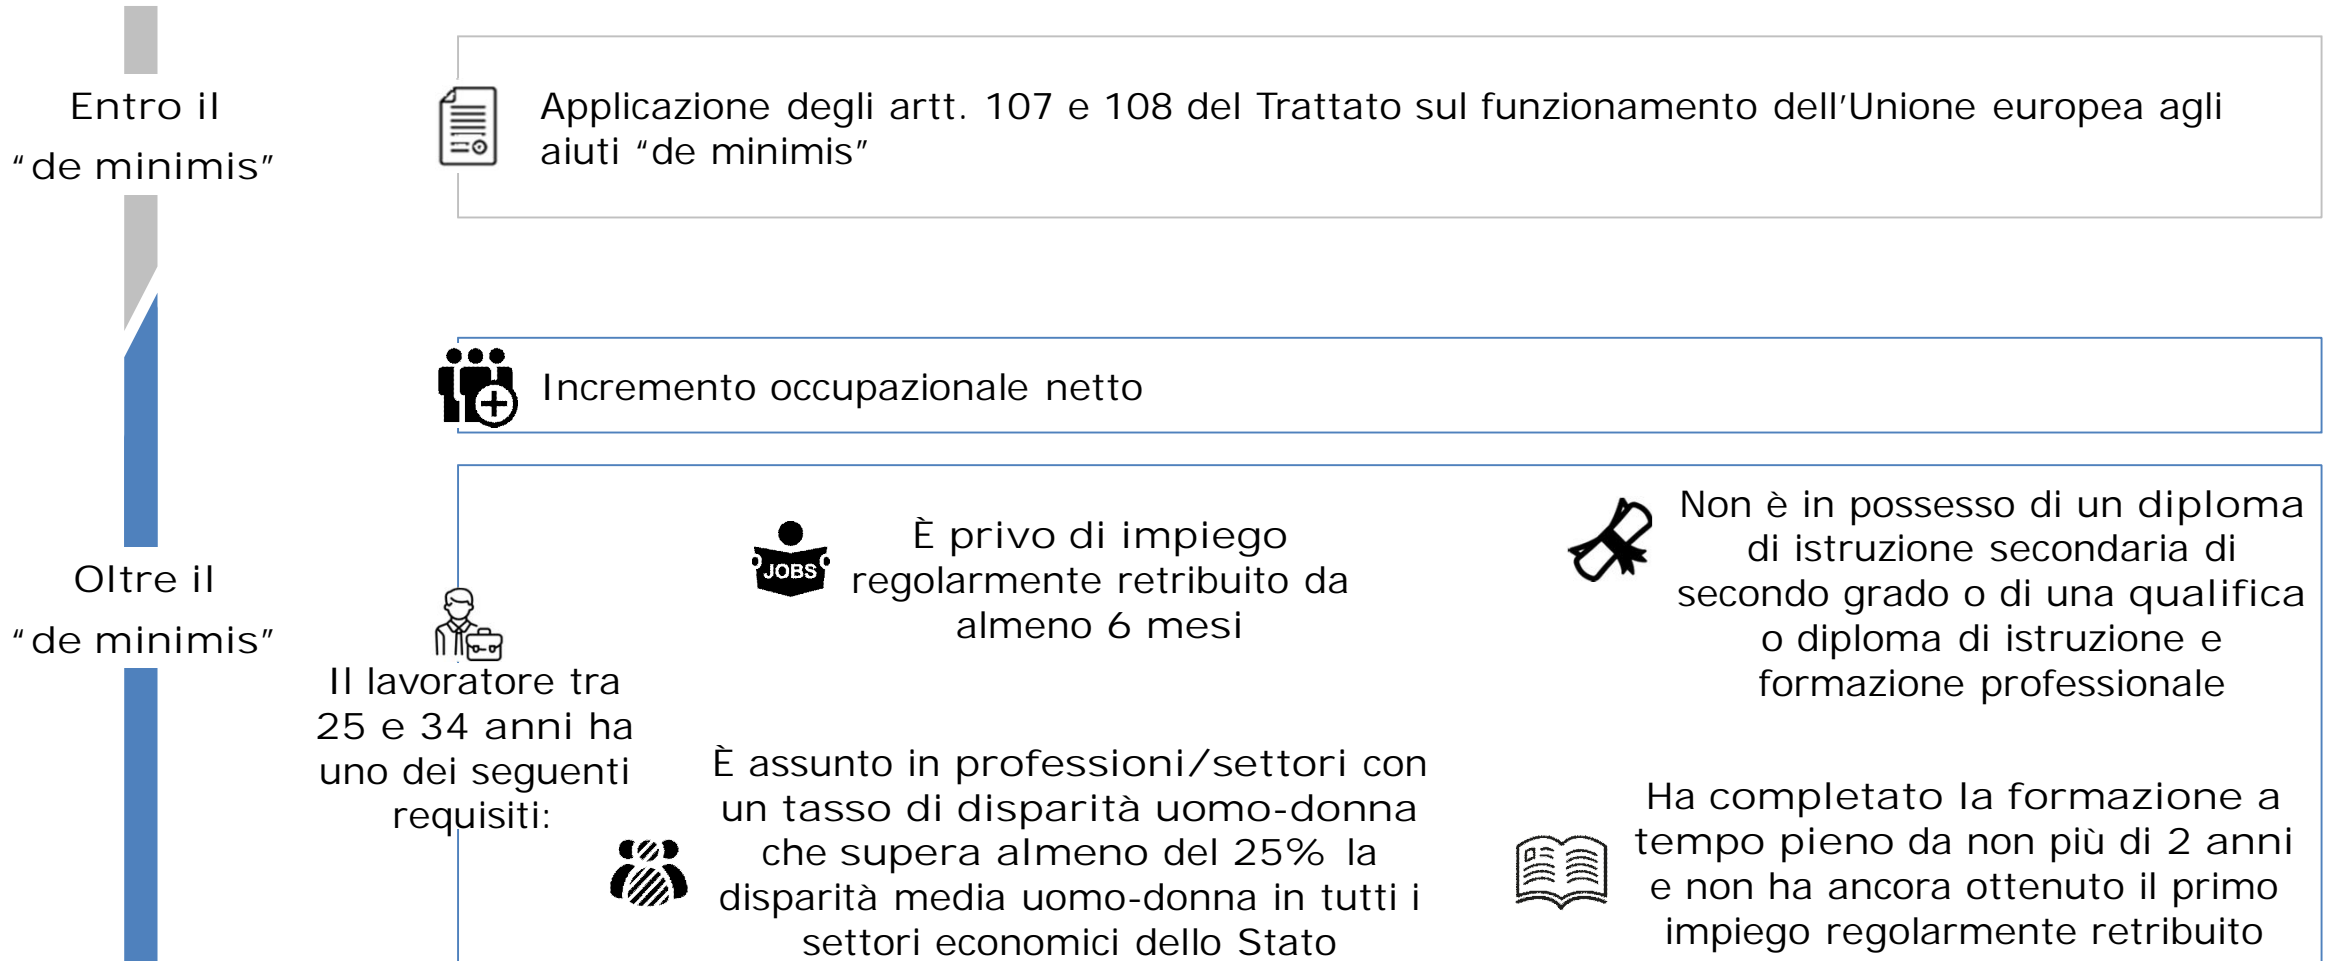 Entro il
“de minimis”
Applicazione degli artt. 107 e 108 del Trattato sul funzionamento dell’Unione europea agli
aiuti “de minimis”
Oltre il
“de minimis”
Incremento occupazionale netto
Il lavoratore tra
25 e 34 anni ha
uno dei seguenti
requisiti:
JOBS
È privo di impiego
regolarmente retribuito da
almeno 6 mesi
Non è in possesso di un diploma
di istruzione secondaria di
secondo grado o di una qualifica
o diploma di istruzione e
formazione professionale
È assunto in professioni/settori con
un tasso di disparità uomo-donna
che supera almeno del 25% la
disparità media uomo-donna in tutti i
settori economici dello Stato
Ha completato la formazione a
tempo pieno da non più di 2 anni
e non ha ancora ottenuto il primo
impiego regolarmente retribuito